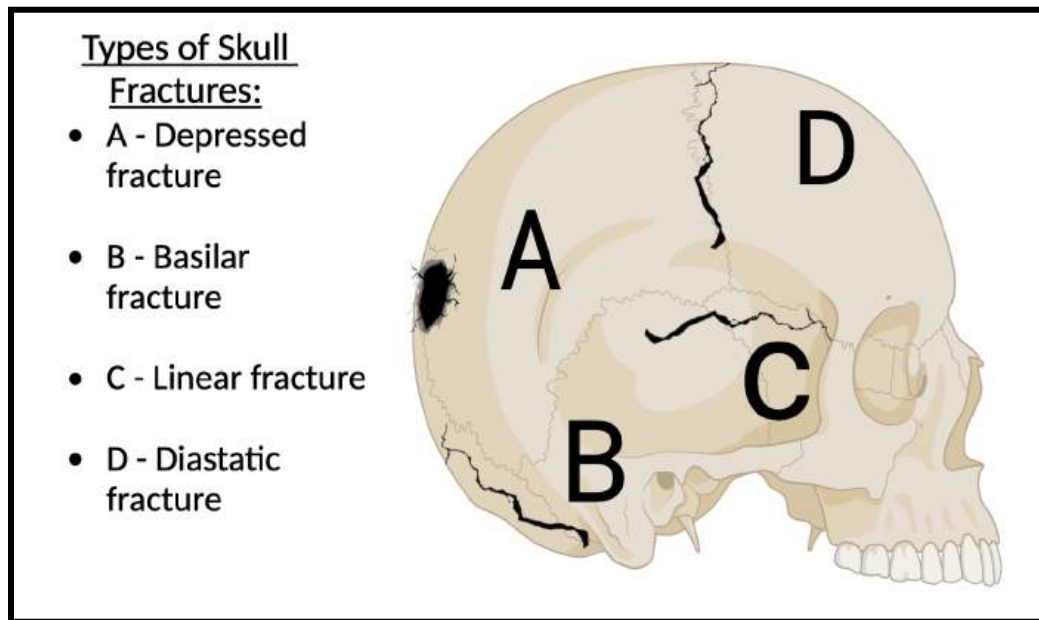 Types of Skull
Fractures:
• A - Depressed
fracture
• B - Basilar
fracture
• C - Linear fracture
• D - Diastatic
fracture
D
A
C
B